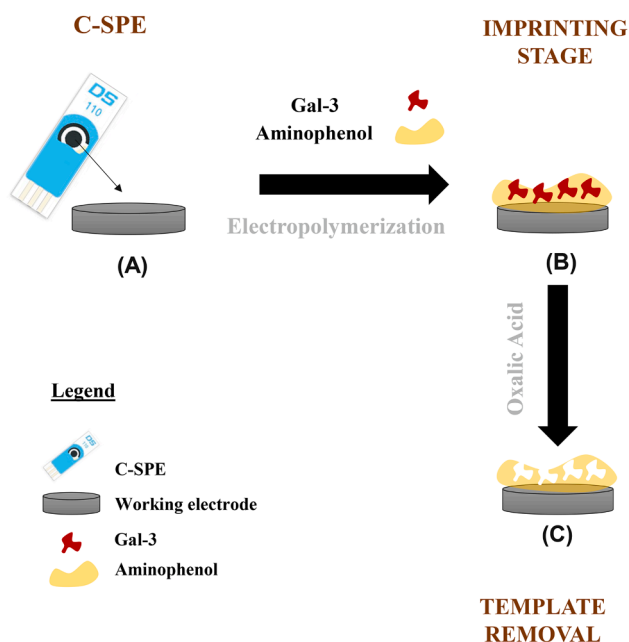 C-SPE
IMPRINTING
STAGE
DS
110
Gal-3
Aminophenol
Electropolymerization
(A)
(B)
Oxalic Acid
Legend
C-SPE
Working electrode
Gal-3
Aminophenol
(C)
TEMPLATE
REMOVAL